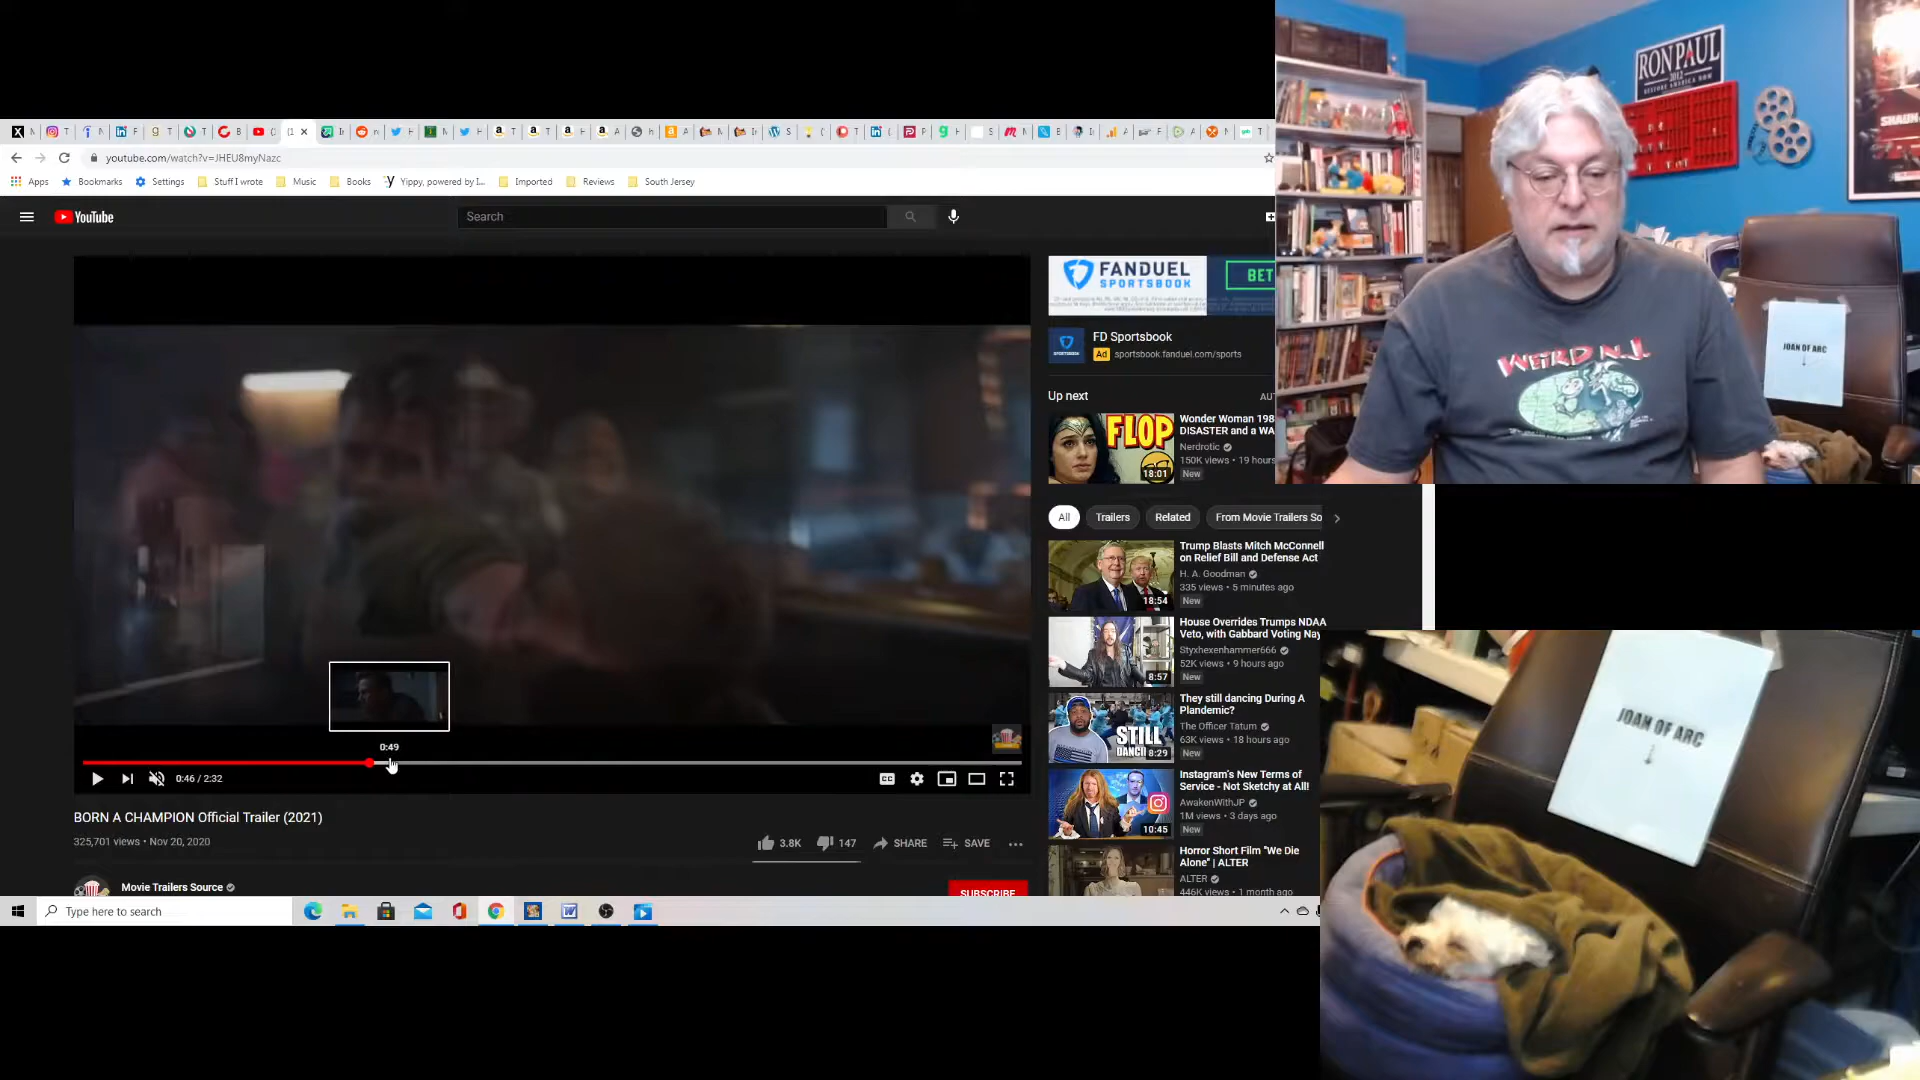 youtube.com/watch?v=JHEU8myNazc
Apps Bookmarks Settings Stuff I wrote Music Books Yippy, powered by I... Imported Reviews South Jersey
YouTube
Search
FANDUEL
SPORTSBOOK
BET
FD Sportsbook
Ad sportsbook.fanduel.com/sports
Up next
AU
FLOP
18:01
Wonder Woman 198
DISASTER and a WA
Nerdrotic
150K views • 19 hours
New
All Trailers Related From Movie Trailers So
18:54
Trump Blasts Mitch McConnell
on Relief Bill and Defense Act
H. A. Goodman
335 views • 5 minutes ago
New
8:57
House Overrides Trumps NDAA
Veto, with Gabbard Voting Nay
Styxhexenhammer666
52K views • 9 hours ago
New
STILL
DANCI
8:29
They still dancing During A
Plandemic?
The Officer Tatum
63K views • 18 hours ago
New
10:45
Instagram's New Terms of
Service - Not Sketchy at All!
AwakenWithJP
1M views • 3 days ago
New
Horror Short Film "We Die
Alone" | ALTER
ALTER
446K views • 1 month ago
0:49
0:46 / 2:32
CC
BORN A CHAMPION Official Trailer (2021)
325,701 views • Nov 20, 2020
3.8K 147 SHARE SAVE
Movie Trailers Source
SUBSCRIBE
Type here to search
RON PAUL
2012
RESTORE AMERICA NOW
SHAUN
WEIRD N.J.
JOAN OF ARC
JOAN OF ARC